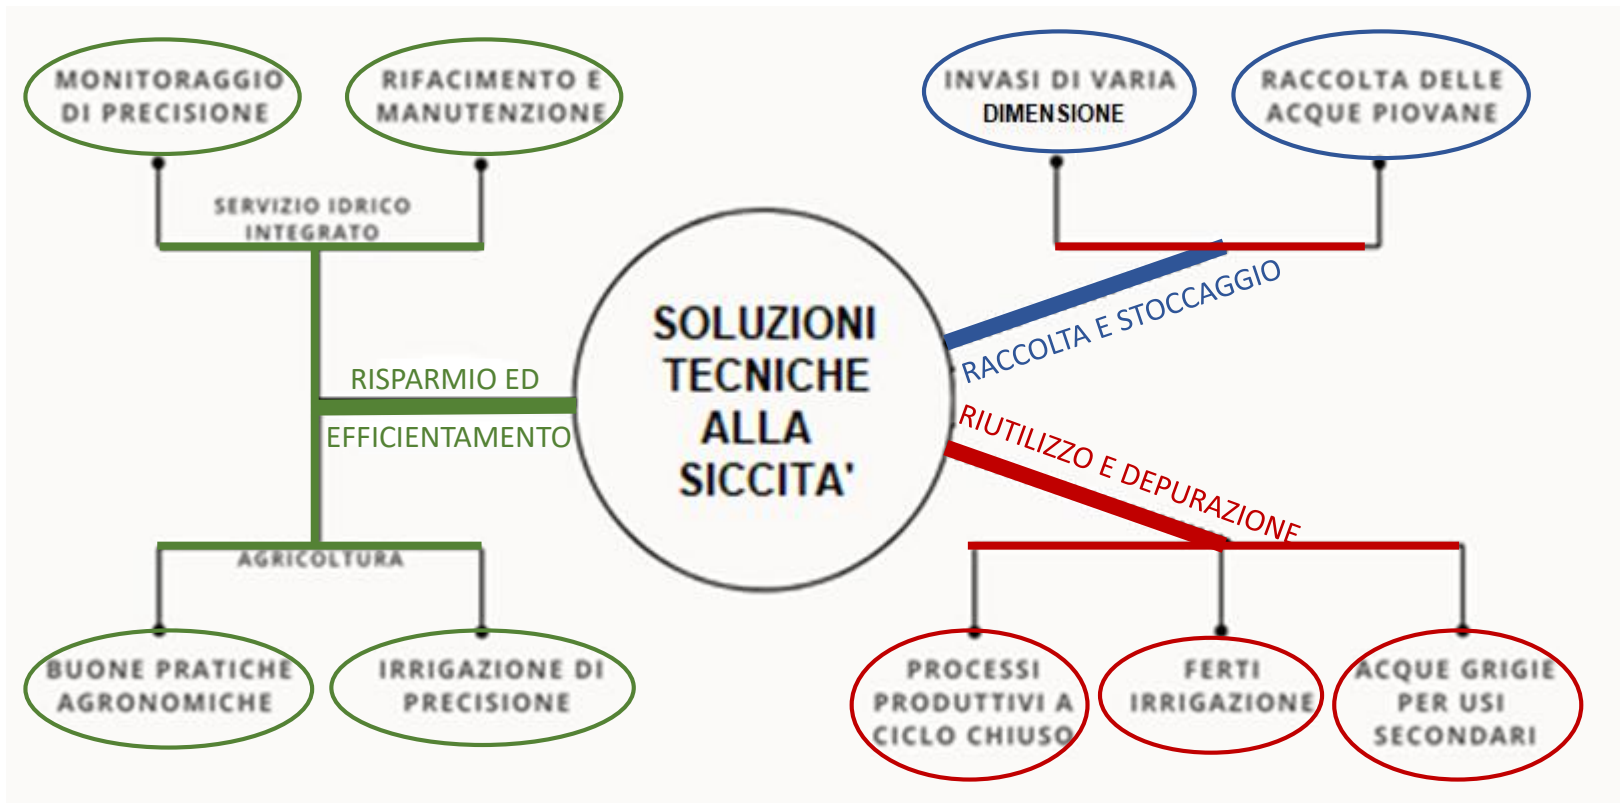 MONITORAGGIO
DI PRECISIONE
RIFACIMENTO E
MANUTENZIONE
SERVIZIO IDRICO
INTEGRATO
RISPARMIO ED
EFFICIENTAMENTO
AGRICOLTURA
BUONE PRATICHE
AGRONOMICHE
IRRIGAZIONE DI
PRECISIONE
SOLUZIONI
TECNICHE
ALLA
SICCITA'
INVASI DI VARIA
DIMENSIONE
RACCOLTA DELLE
ACQUE PIOVANE
RACCOLTA E STOCCAGGIO
RIUTILIZZO E DEPURAZIONE
PROCESSI
PRODUTTIVI A
CICLO CHIUSO
FERTI
IRRIGAZIONE
ACQUE GRIGIE
PER USI
SECONDARI